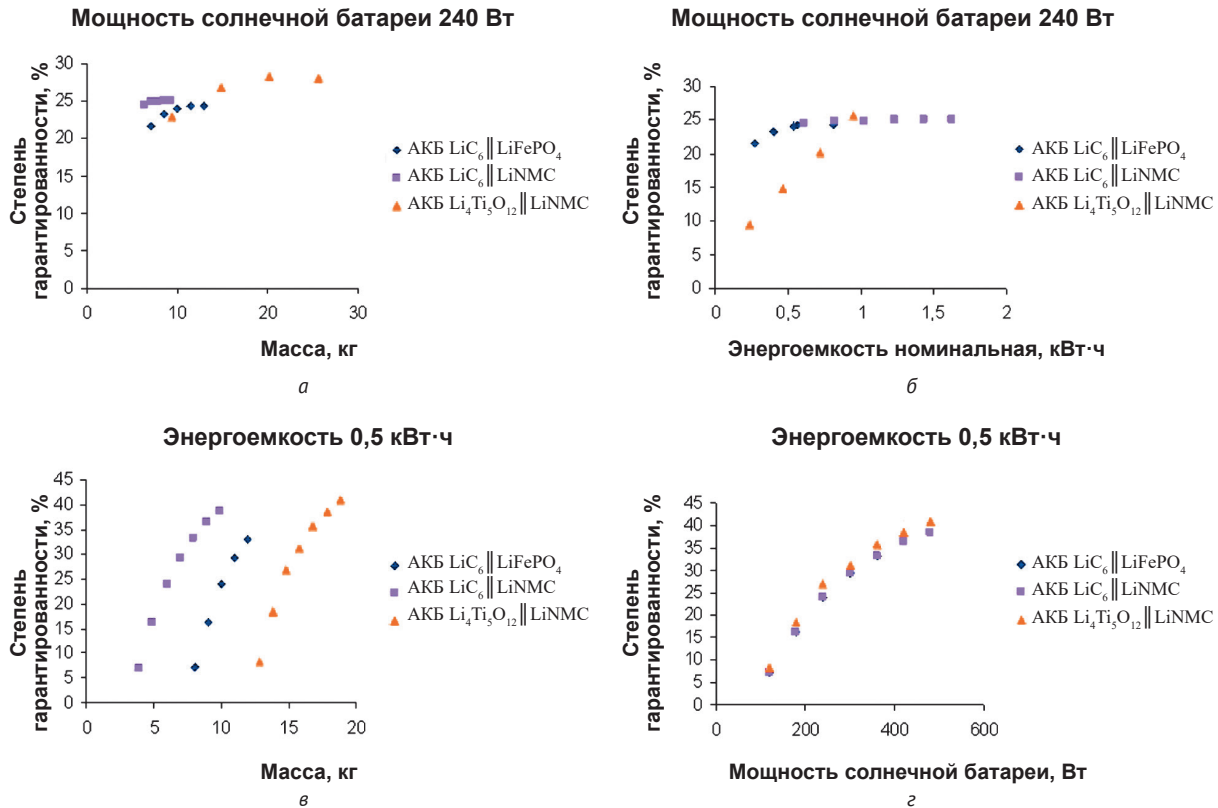 Мощность солнечной батареи 240 Вт
Степень
гарантированности, %
30
25
20
15
10
5
0
0
10
20
30
Масса, кг
АКБ LiC₆‖LiFePO₄
АКБ LiC₆‖LiNMC
АКБ Li₄Ti₅O₁₂‖LiNMC
а
Мощность солнечной батареи 240 Вт
Степень
гарантированности, %
30
25
20
15
10
5
0
0
0,5
1
1,5
2
Энергоемкость номинальная, кВт·ч
АКБ LiC₆‖LiFePO₄
АКБ LiC₆‖LiNMC
АКБ Li₄Ti₅O₁₂‖LiNMC
б
Энергоемкость 0,5 кВт·ч
Степень
гарантированности, %
45
40
35
30
25
20
15
10
5
0
0
5
10
15
20
Масса, кг
АКБ LiC₆‖LiFePO₄
АКБ LiC₆‖LiNMC
АКБ Li₄Ti₅O₁₂‖LiNMC
в
Энергоемкость 0,5 кВт·ч
Степень
гарантированности, %
45
40
35
30
25
20
15
10
5
0
0
200
400
600
Мощность солнечной батареи, Вт
АКБ LiC₆‖LiFePO₄
АКБ LiC₆‖LiNMC
АКБ Li₄Ti₅O₁₂‖LiNMC
г